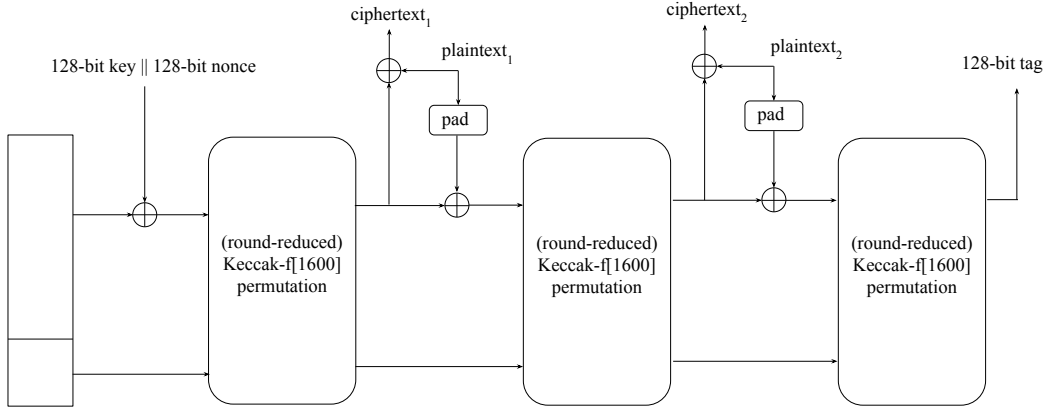 ciphertext₁
ciphertext₂
plaintext₁
plaintext₂
128-bit key || 128-bit nonce
128-bit tag
pad
pad
(round-reduced)
Keccak-f[1600]
permutation
(round-reduced)
Keccak-f[1600]
permutation
(round-reduced)
Keccak-f[1600]
permutation